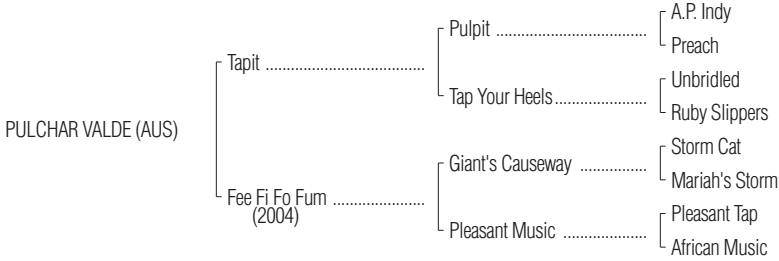 A.P. Indy
Pulpit ......................................
Preach
Tapit ........................................
Unbridled
Tap Your Heels.......................
Ruby Slippers
PULCHAR VALDE (AUS)
Storm Cat
Giant's Causeway .................
Mariah's Storm
Fee Fi Fo Fum .......................
(2004)
Pleasant Tap
Pleasant Music .....................
African Music